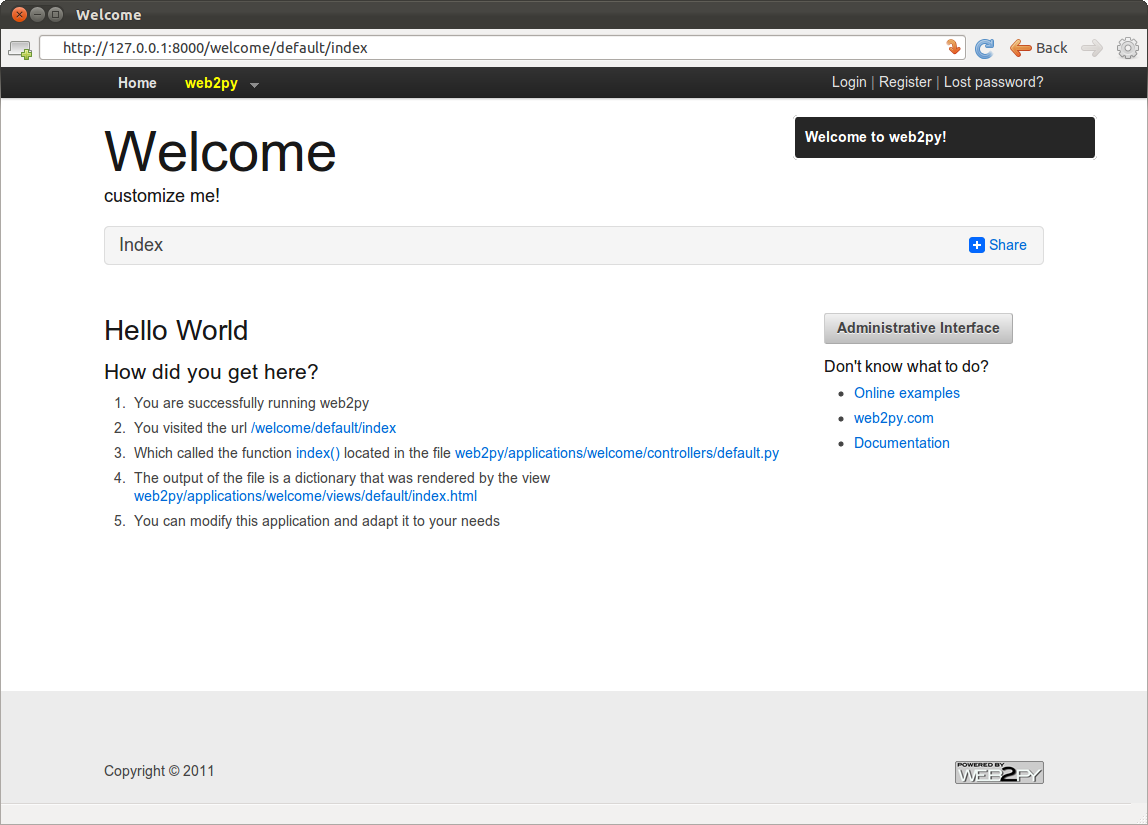 Welcome
http://127.0.0.1:8000/welcome/default/index
Back
Home web2py
Login | Register | Lost password?
Welcome
Welcome to web2py!
customize me!
Index
Share
Hello World
Administrative Interface
How did you get here?
Don't know what to do?
1. You are successfully running web2py
2. You visited the url /welcome/default/index
3. Which called the function index() located in the file web2py/applications/welcome/controllers/default.py
4. The output of the file is a dictionary that was rendered by the view
web2py/applications/welcome/views/default/index.html
5. You can modify this application and adapt it to your needs
• Online examples
• web2py.com
• Documentation
Copyright © 2011
POWERED BY
WEB2PY